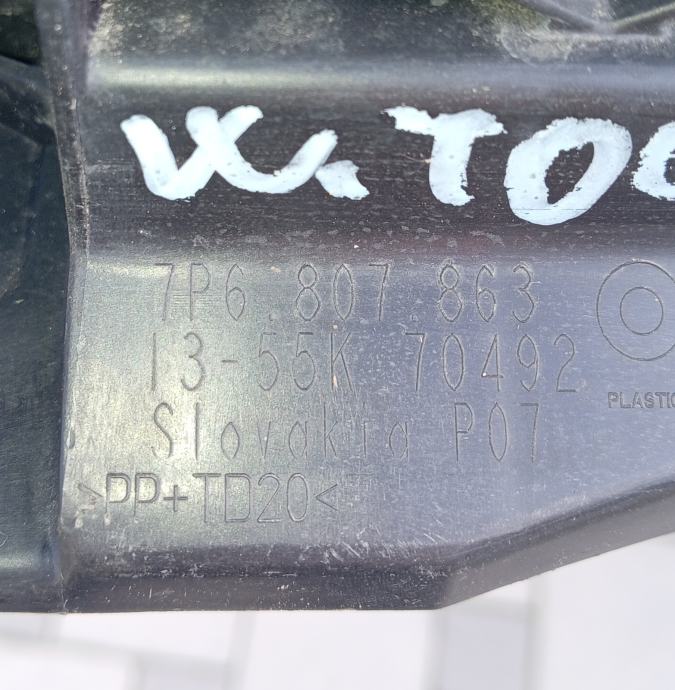 W. TO
7P6.807.863
13-55K 70492
Slovakia P07
>PP+TD20<
PLASTIC